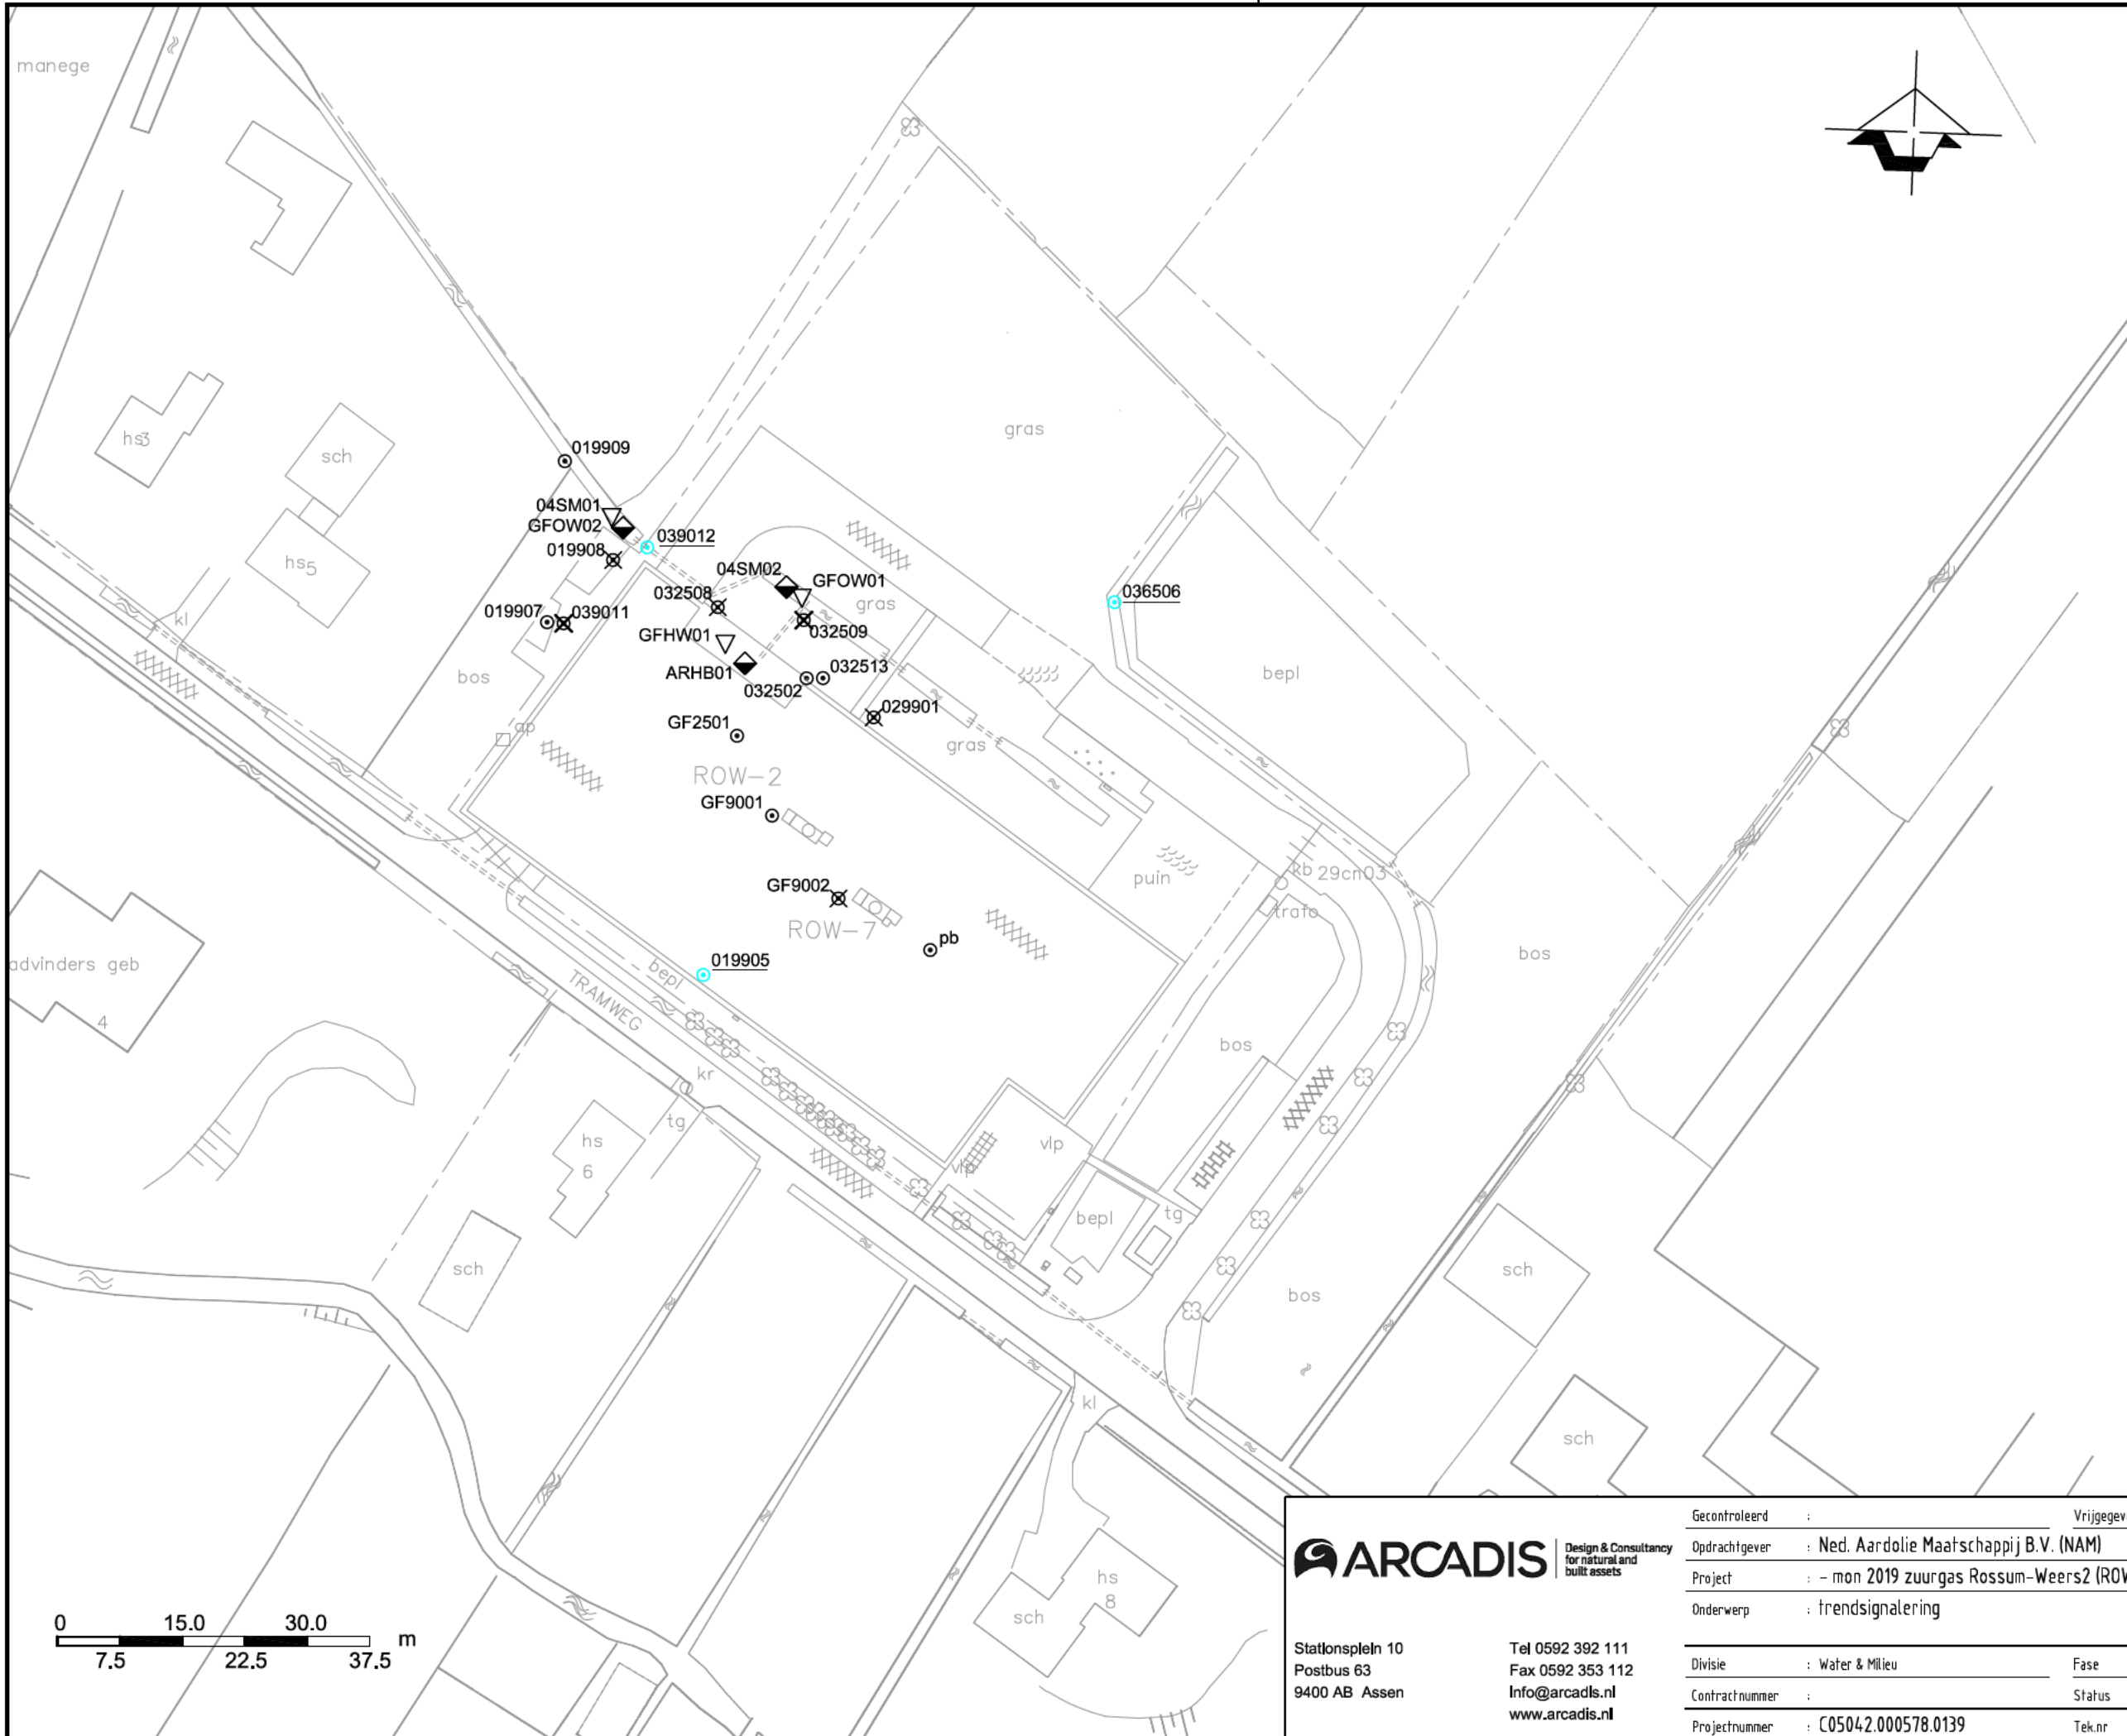 manege
hs3
sch
hs5
kl
gras
019909
04SM01
GFOW02
039012
019908
04SM02
GFOW01
032508
gras
032509
036506
019907
039011
GFHW01
032513
ARHB01
032502
bepl
bos
029901
GF2501
ap
gras
ROW-2
GF9001
puin
kb 29cn03
GF9002
trafo
ROW-7
pb
bos
019905
bepl
advinders geb
4
TRAMWEG
bos
kr
tg
hs
6
vlp
vlp
bepl
tg
sch
sch
bos
kl
sch
hs
8
sch
0 15.0 30.0
m
7.5 22.5 37.5
ARCADIS
Design & Consultancy
for natural and
built assets
Stationsplein 10
Postbus 63
9400 AB Assen
Tel 0592 392 111
Fax 0592 353 112
Info@arcadis.nl
www.arcadis.nl
Gecontroleerd : Vrijgegev
Opdrachtgever : Ned. Aardolie Maatschappij B.V. (NAM)
Project : - mon 2019 zuurgas Rossum-Weers2 (ROW
Onderwerp : trendsignalering
Divisie : Water & Milieu Fase
Contractnummer : Status
Projectnummer : C05042.000578.0139 Tek.nr